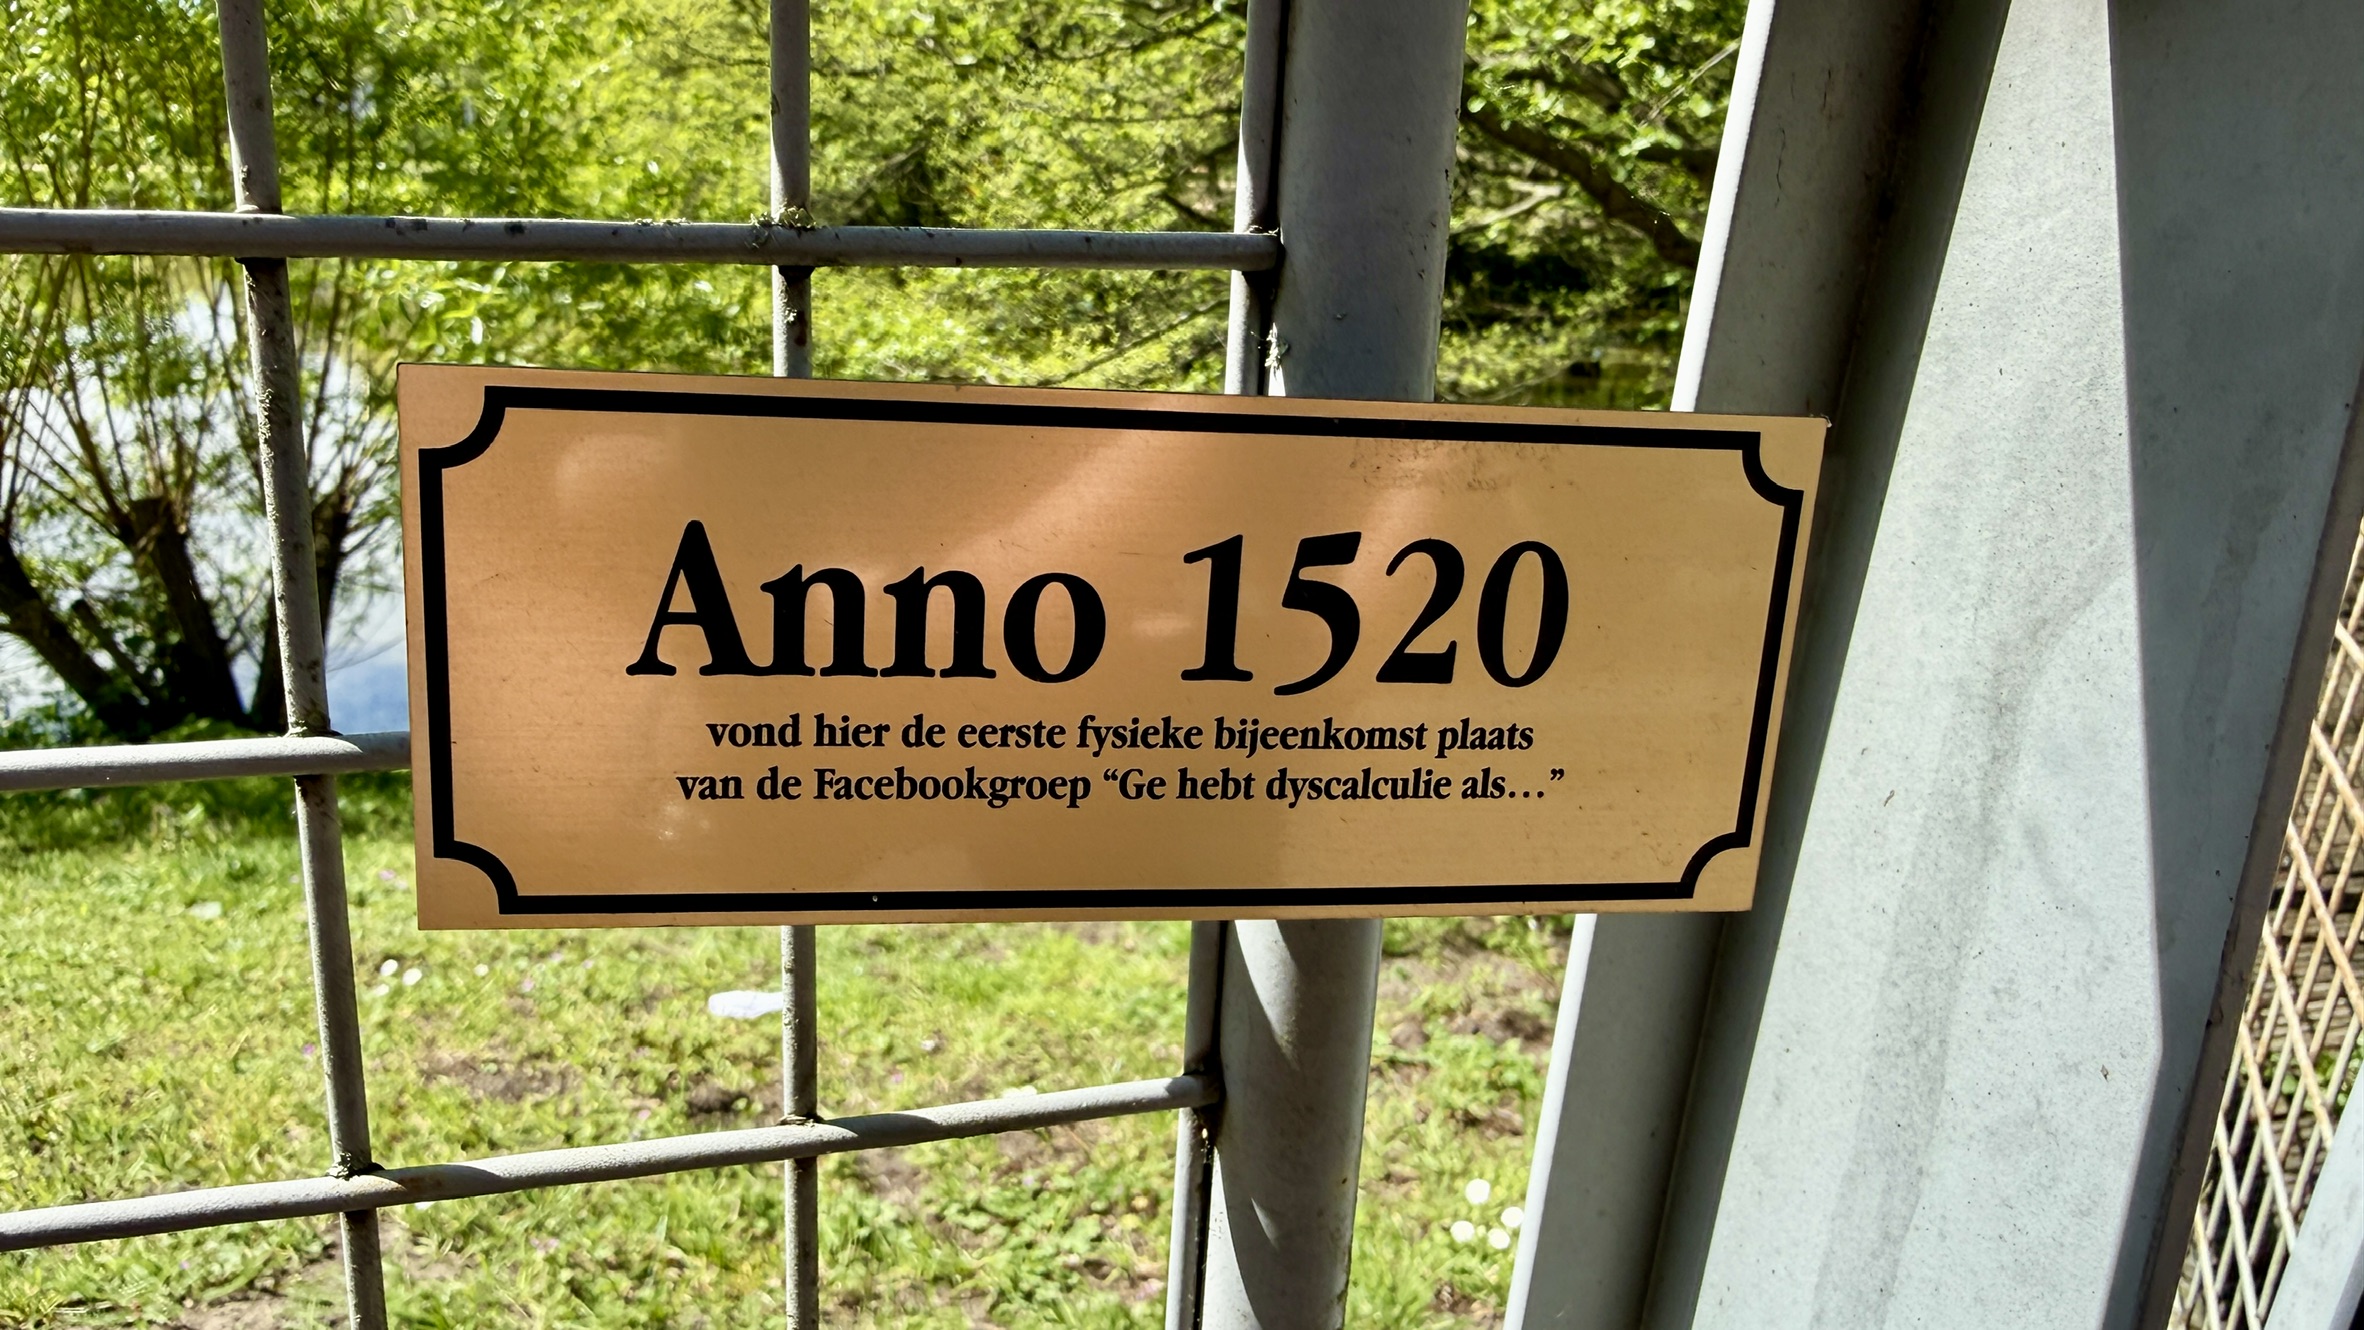 Anno 1520
vond hier de eerste fysieke bijeenkomst plaats
van de Facebookgroep “Ge hebt dyscalculie als...”